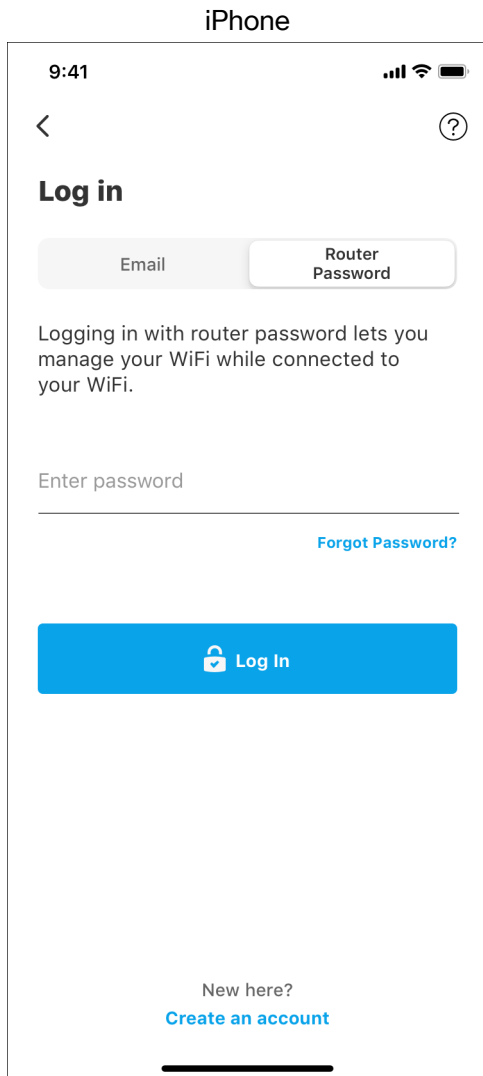 iPhone
9:41
?
Log in
Email
Router
Password
Logging in with router password lets you
manage your WiFi while connected to
your WiFi.
Enter password
Forgot Password?
Log In
New here?
Create an account